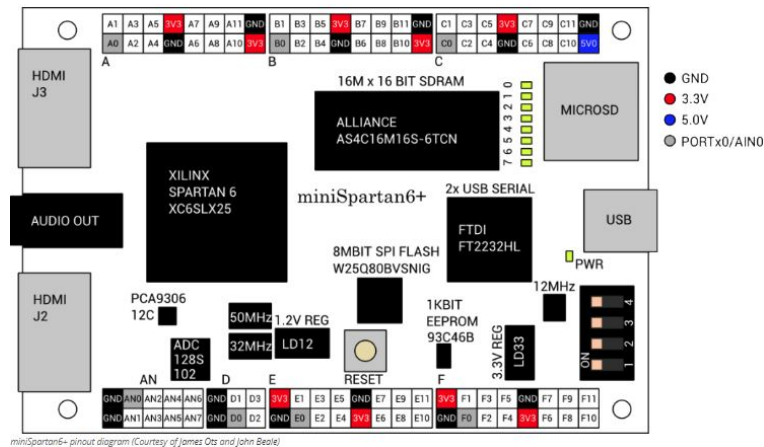 A1 A3 A5 3V3 A7 A9 A11 GND
A0 A2 A4 GND A6 A8 A10 3V3
A
B1 B3 B5 3V3 B7 B9 B11 GND
B0 B2 B4 GND B6 B8 B10 3V3
B
C1 C3 C5 3V3 C7 C9 C11 GND
C0 C2 C4 GND C6 C8 C10 5V0
C
HDMI
J3
16M x 16 BIT SDRAM
ALLIANCE
AS4C16M16S-6TCN
7 6 5 4 3 2 1 0
MICROSD
GND
3.3V
5.0V
PORTx0/AIN0
XILINX
SPARTAN 6
XC6SLX25
miniSpartan6+
2x USB SERIAL
FTDI
FT2232HL
AUDIO OUT
USB
PWR
8MBIT SPI FLASH
W25Q80BVSNIG
HDMI
J2
PCA9306
12C
50MHz
32MHz
1.2V REG
LD12
ADC
128S
102
RESET
1KBIT
EEPROM
93C46B
3.3V REG
LD33
12MHz
ON
1 2 3 4
AN
GND AN0 AN2 AN4 AN6
GND AN1 AN3 AN5 AN7
D
GND D1 D3
GND D0 D2
E
3V3 E1 E3 E5 GND E7 E9 E11
GND E0 E2 E4 3V3 E6 E8 E10
F
3V3 F1 F3 F5 GND F7 F9 F11
GND F0 F2 F4 3V3 F6 F8 F10
miniSpartan6+ pinout diagram (Courtesy of James Ots and John Beale)